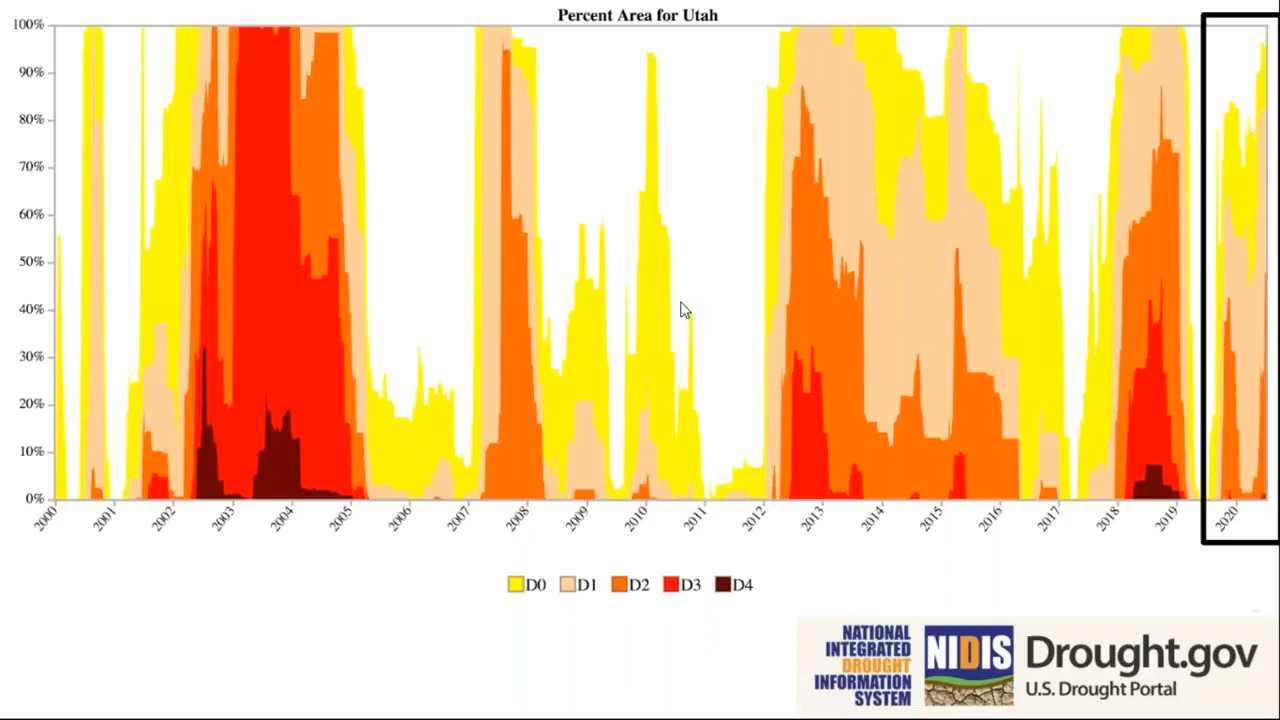 Percent Area for Utah
100%
90%
80%
70%
60%
50%
40%
30%
20%
10%
0%
2000 2001 2002 2003 2004 2005 2006 2007 2008 2009 2010 2011 2012 2013 2014 2015 2016 2017 2018 2019 2020
D0 D1 D2 D3 D4
NATIONAL
INTEGRATED
DROUGHT
INFORMATION
SYSTEM
NIDIS
Drought.gov
U.S. Drought Portal